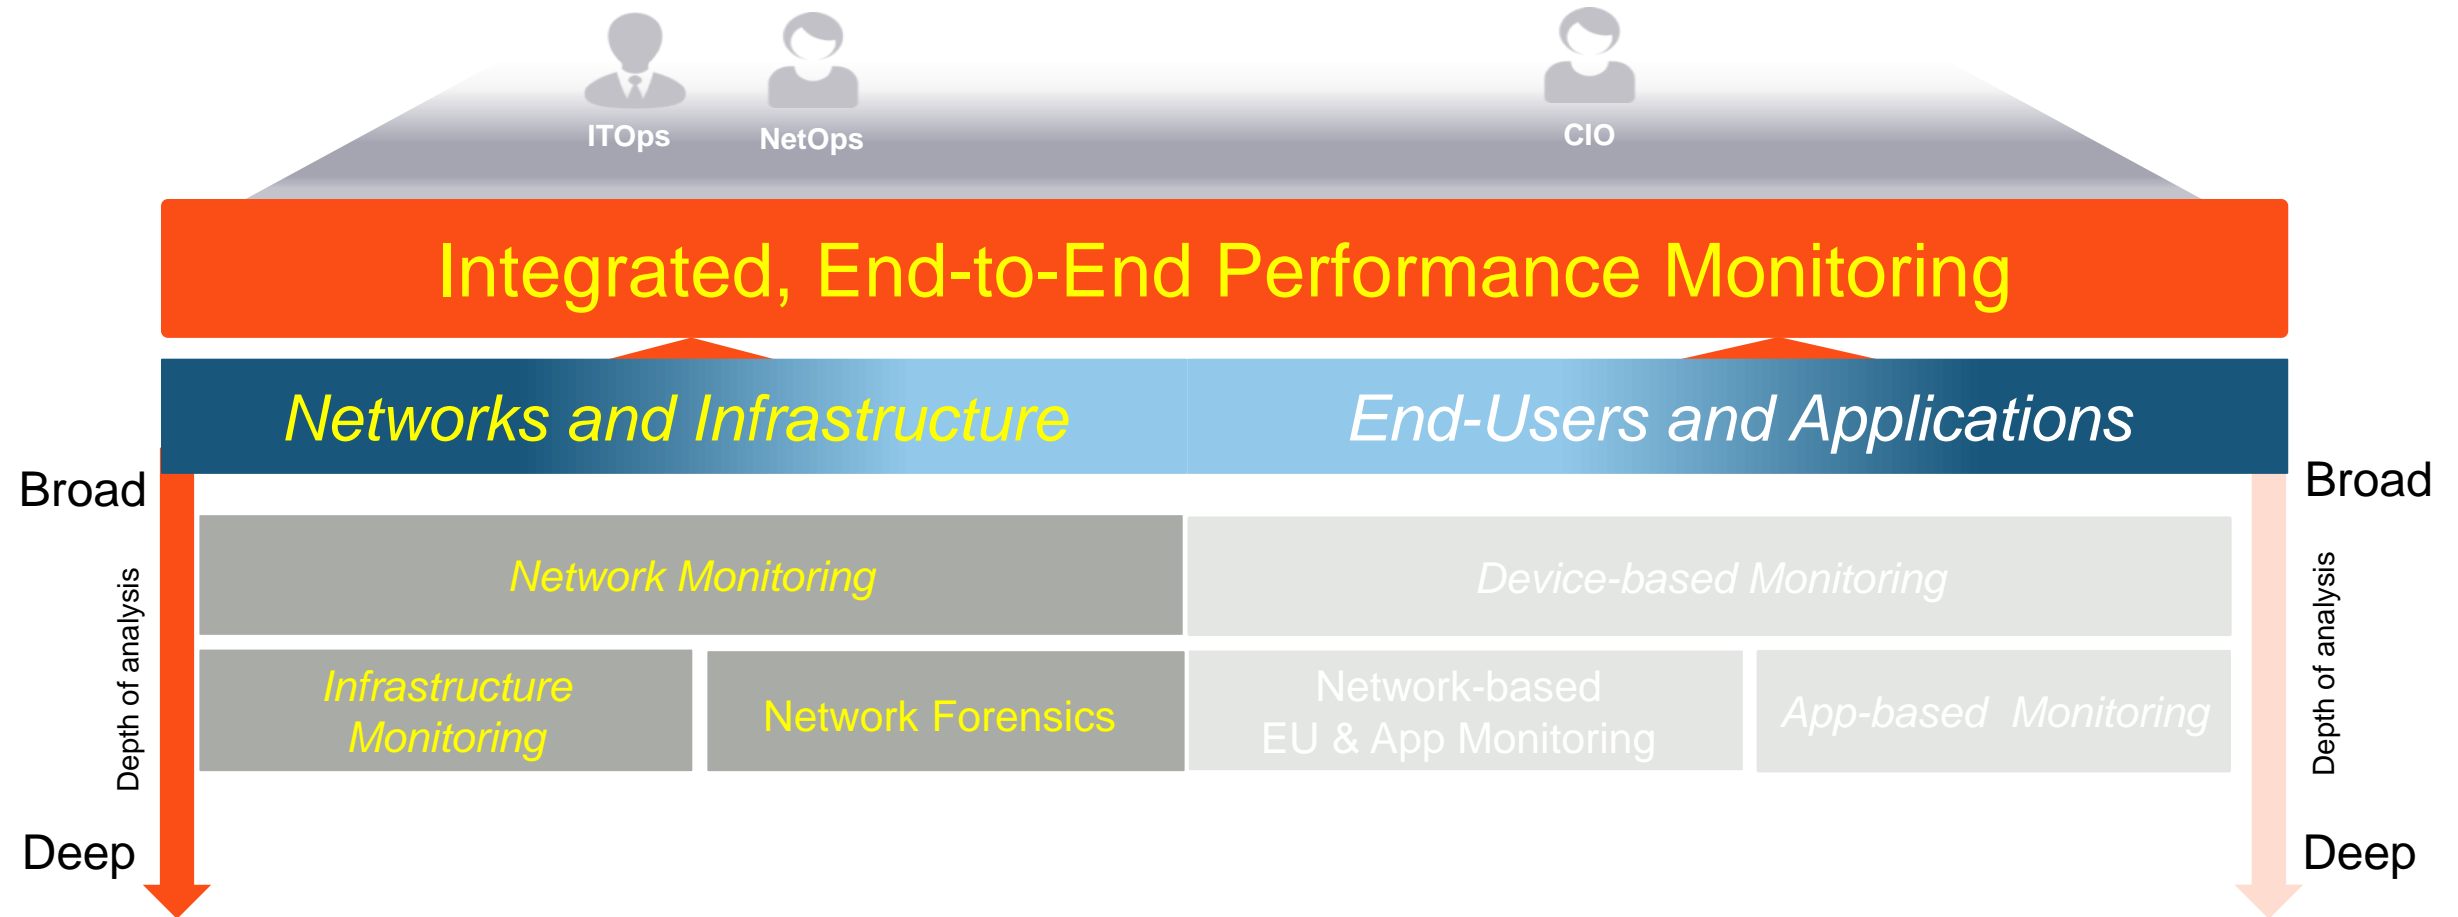 ITOps
NetOps
CIO
Integrated, End-to-End Performance Monitoring
Networks and Infrastructure
End-Users and Applications
Broad
Broad
Network Monitoring
Device-based Monitoring
Depth of analysis
Depth of analysis
Infrastructure
Monitoring
Network Forensics
Network-based
EU & App Monitoring
App-based Monitoring
Deep
Deep